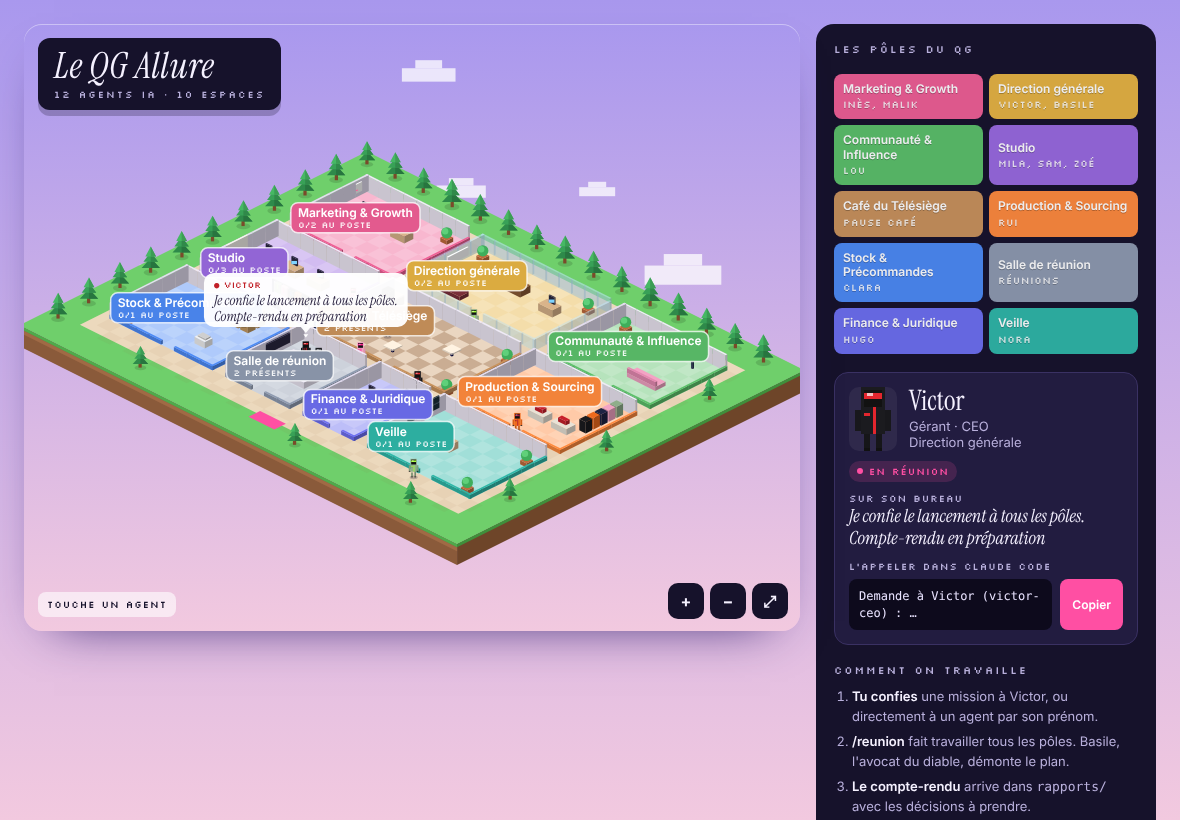 Le QG Allure
12 AGENTS IA · 10 ESPACES
Marketing & Growth
0/2 AU POSTE
Studio
0/3 AU POSTE
Direction générale
0/2 AU POSTE
VICTOR
Je confie le lancement à tous les pôles.
Compte-rendu en préparation
Stock & Précom
0/1 AU POSTE
2 PRÉSENTS
Communauté & Influence
0/1 AU POSTE
Salle de réunion
2 PRÉSENTS
Production & Sourcing
0/1 AU POSTE
Finance & Juridique
0/1 AU POSTE
Veille
0/1 AU POSTE
TOUCHE UN AGENT
+ −
LES PÔLES DU QG
Marketing & Growth
INÈS, MALIK
Direction générale
VICTOR, BASILE
Communauté &
Influence
LOU
Studio
MILA, SAM, ZOÉ
Café du Télésiège
PAUSE CAFÉ
Production & Sourcing
RUI
Stock &
Précommandes
CLARA
Salle de réunion
RÉUNIONS
Finance & Juridique
HUGO
Veille
NORA
Victor
Gérant · CEO
Direction générale
EN RÉUNION
SUR SON BUREAU
Je confie le lancement à tous les pôles.
Compte-rendu en préparation
L'APPELER DANS CLAUDE CODE
Demande à Victor (victor-
ceo) : …
Copier
COMMENT ON TRAVAILLE
1. Tu confies une mission à Victor, ou
directement à un agent par son prénom.
2. /reunion fait travailler tous les pôles. Basile,
l'avocat du diable, démonte le plan.
3. Le compte-rendu arrive dans rapports/
avec les décisions à prendre.